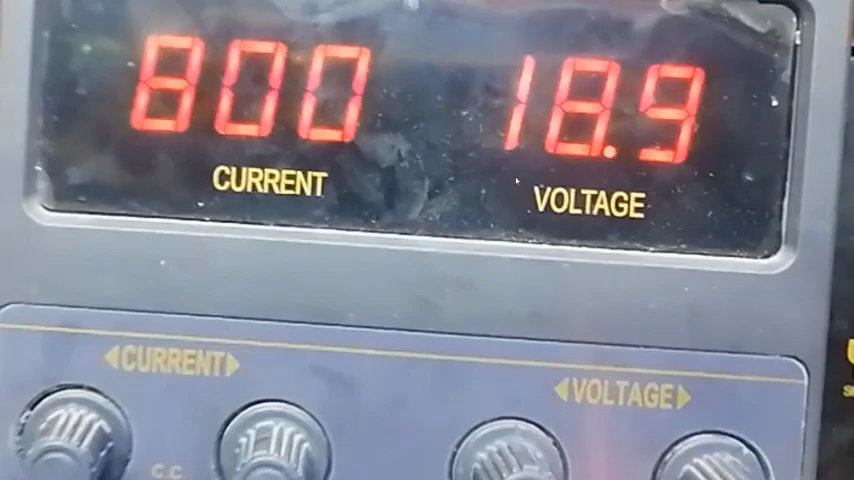 800 18.9
CURRENT VOLTAGE
◀CURRENT▶
◀VOLTAGE▶
C.C.